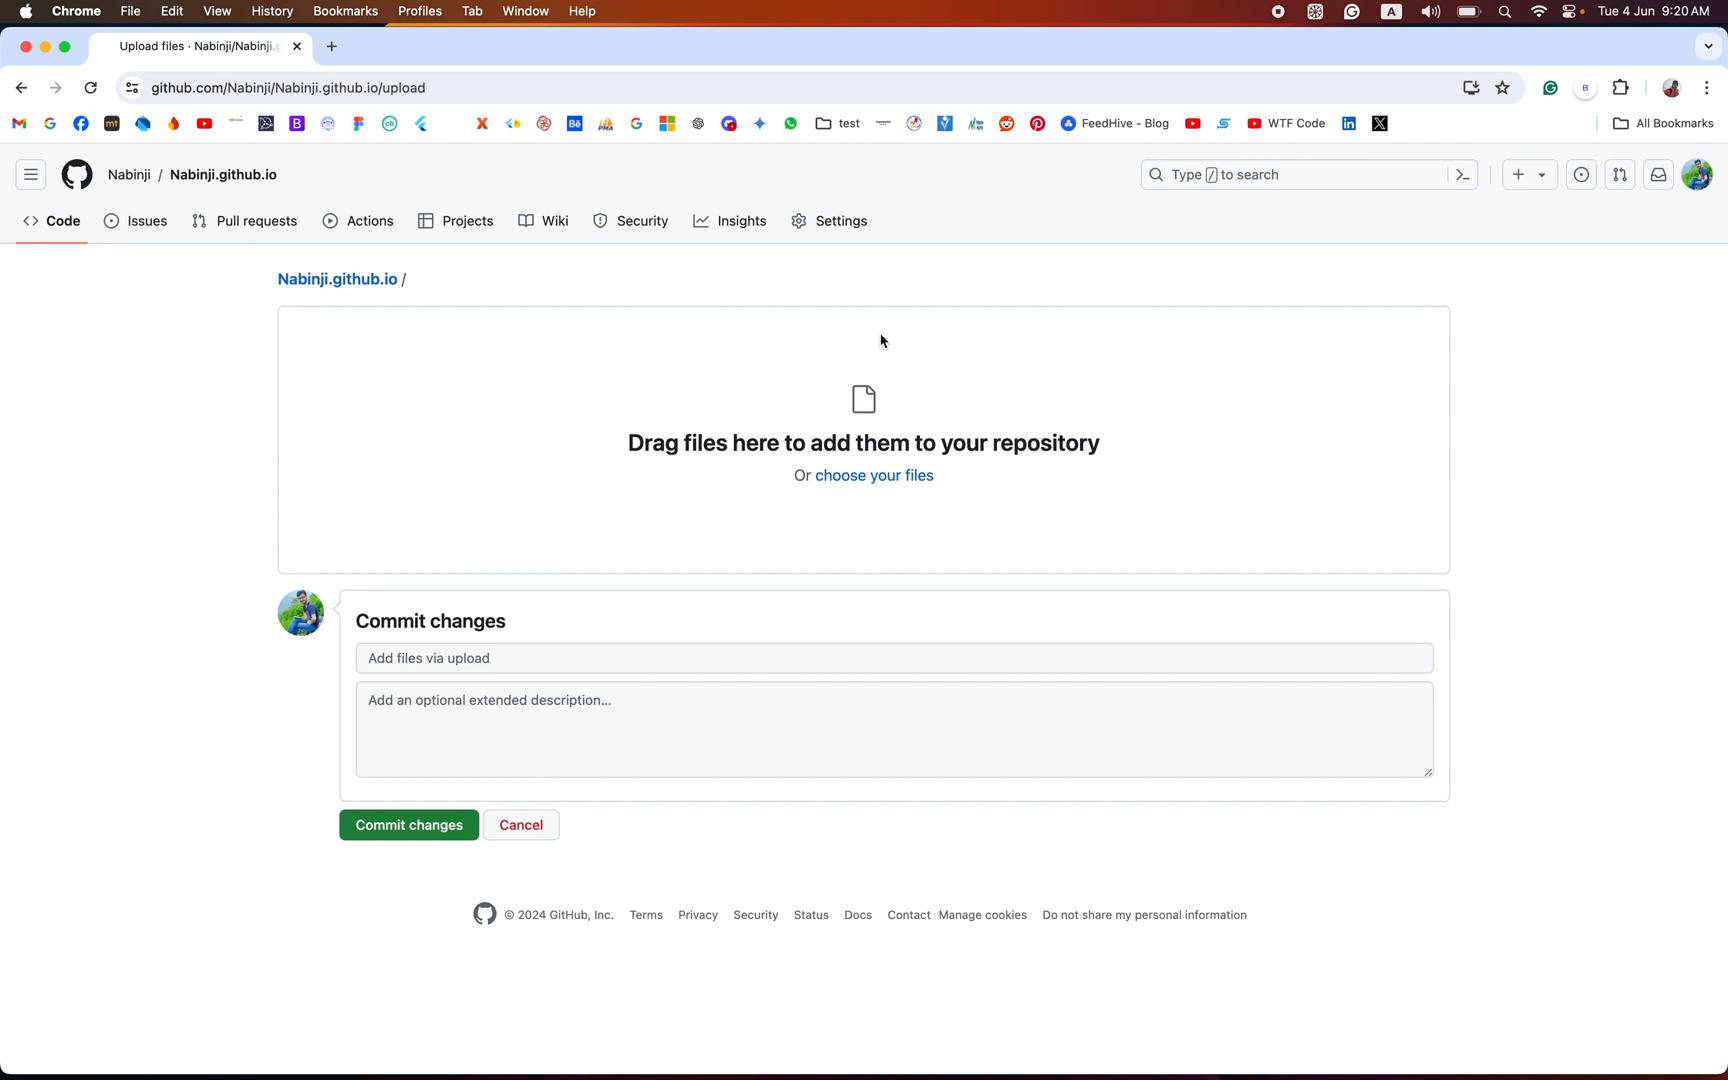 Chrome File Edit View History Bookmarks Profiles Tab Window Help A Tue 4 Jun 9:20 AM
Upload files · Nabinji/Nabinji.g
github.com/Nabinji/Nabinji.github.io/upload
test FeedHive - Blog WTF Code All Bookmarks
Nabinji / Nabinji.github.io Type / to search
Code Issues Pull requests Actions Projects Wiki Security Insights Settings
Nabinji.github.io /
Drag files here to add them to your repository
Or choose your files
Commit changes
Add files via upload
Add an optional extended description...
Commit changes Cancel
© 2024 GitHub, Inc. Terms Privacy Security Status Docs Contact Manage cookies Do not share my personal information